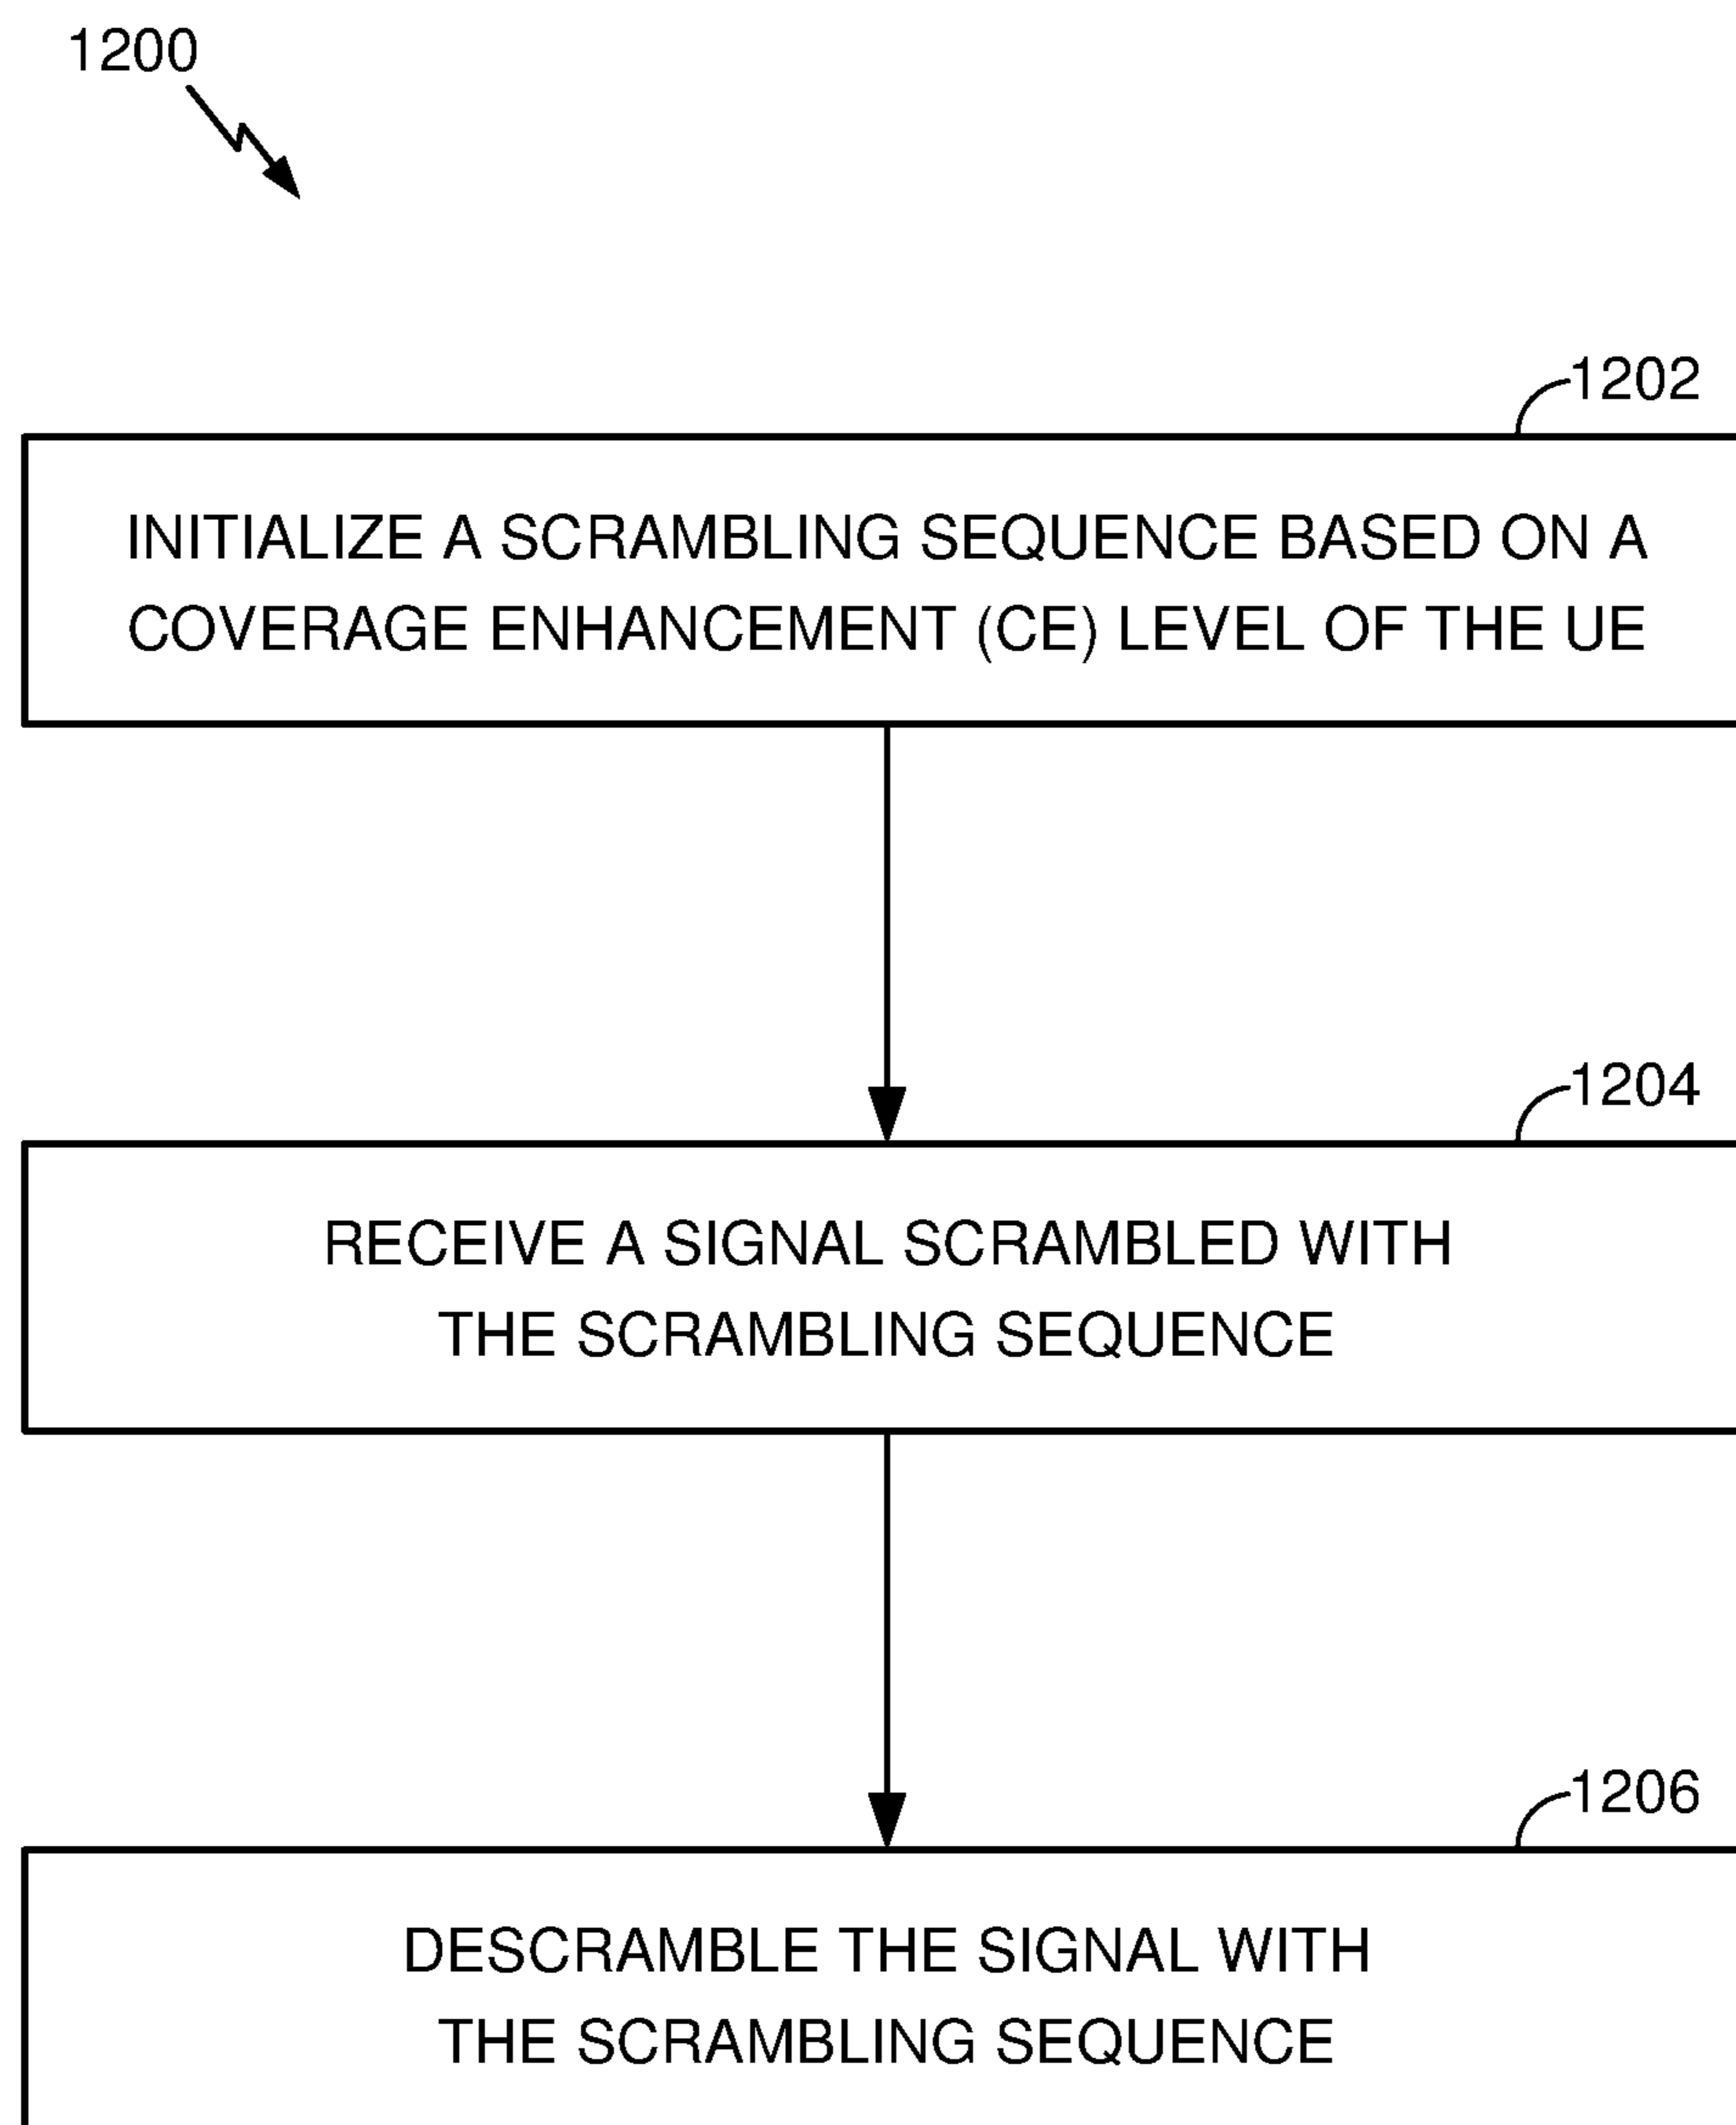 1200
1202
INITIALIZE A SCRAMBLING SEQUENCE BASED ON A
COVERAGE ENHANCEMENT (CE) LEVEL OF THE UE
1204
RECEIVE A SIGNAL SCRAMBLED WITH
THE SCRAMBLING SEQUENCE
1206
DESCRAMBLE THE SIGNAL WITH
THE SCRAMBLING SEQUENCE